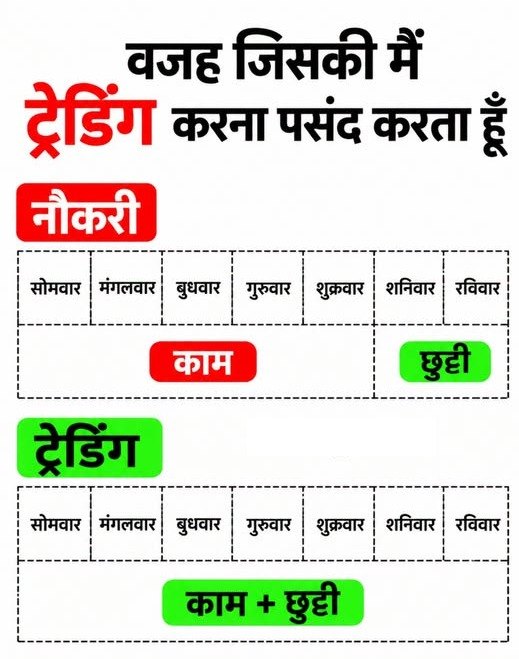 वजह जिसकी मैं
ट्रेडिंग करना पसंद करता हूँ
नौकरी
सोमवार मंगलवार बुधवार गुरुवार शुक्रवार शनिवार रविवार
काम छुट्टी
ट्रेडिंग
सोमवार मंगलवार बुधवार गुरुवार शुक्रवार शनिवार रविवार
काम + छुट्टी